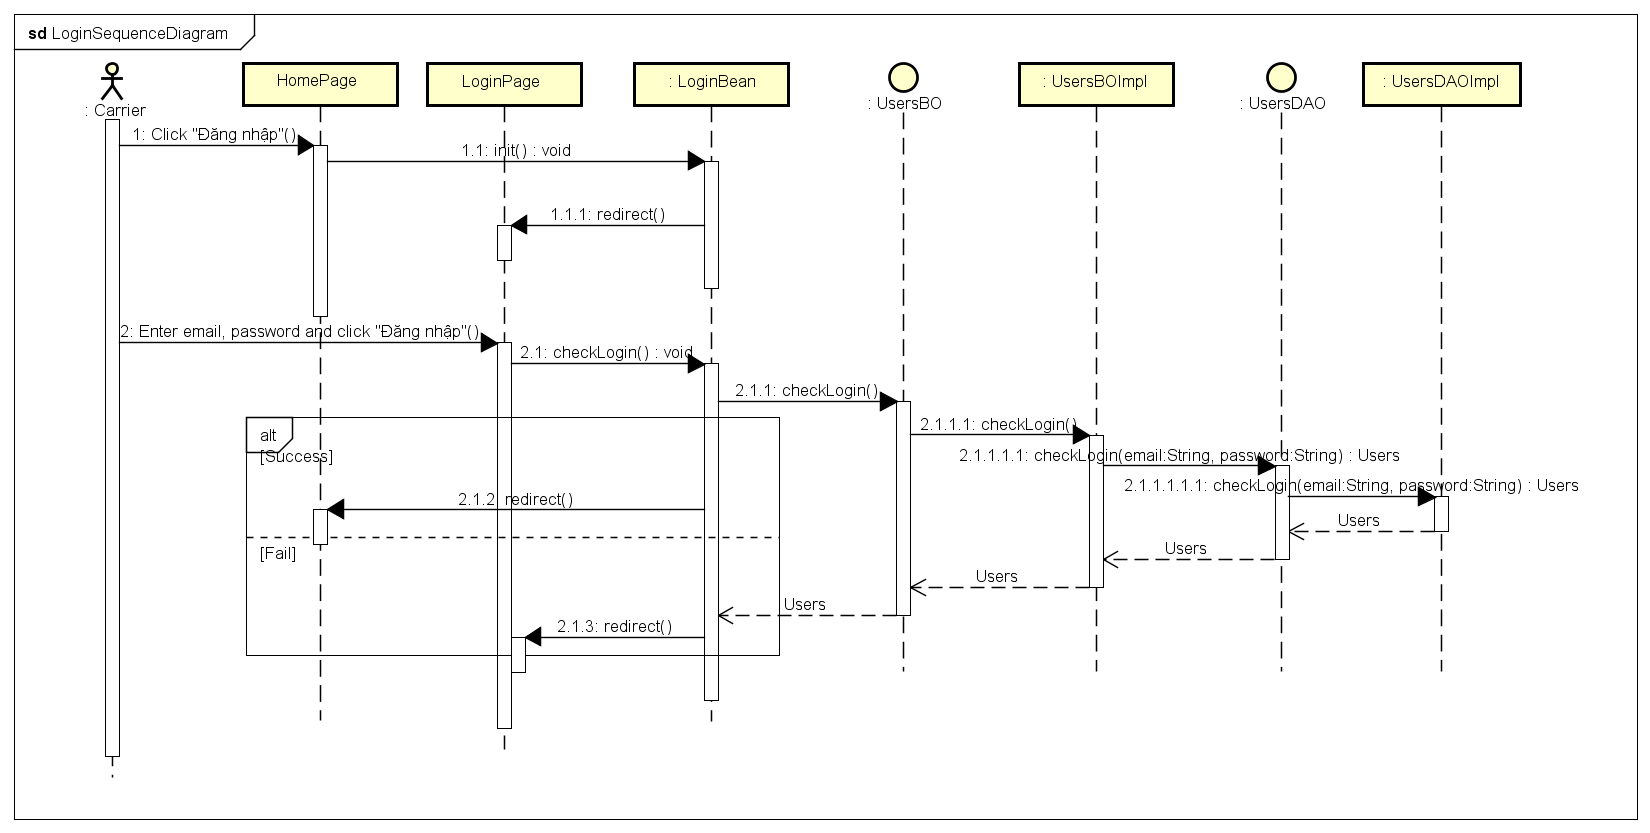 sd LoginSequenceDiagram
: Carrier
HomePage
LoginPage
: LoginBean
: UsersBO
: UsersBOImpl
: UsersDAO
: UsersDAOImpl
1: Click "Đăng nhập"()
1.1: init() : void
1.1.1: redirect()
2: Enter email, password and click "Đăng nhập"()
2.1: checkLogin() : void
2.1.1: checkLogin()
2.1.1.1: checkLogin()
alt
[Success]
2.1.1.1.1: checkLogin(email:String, password:String) : Users
2.1.1.1.1.1: checkLogin(email:String, password:String) : Users
2.1.2: redirect()
Users
[Fail]
Users
Users
Users
2.1.3: redirect()